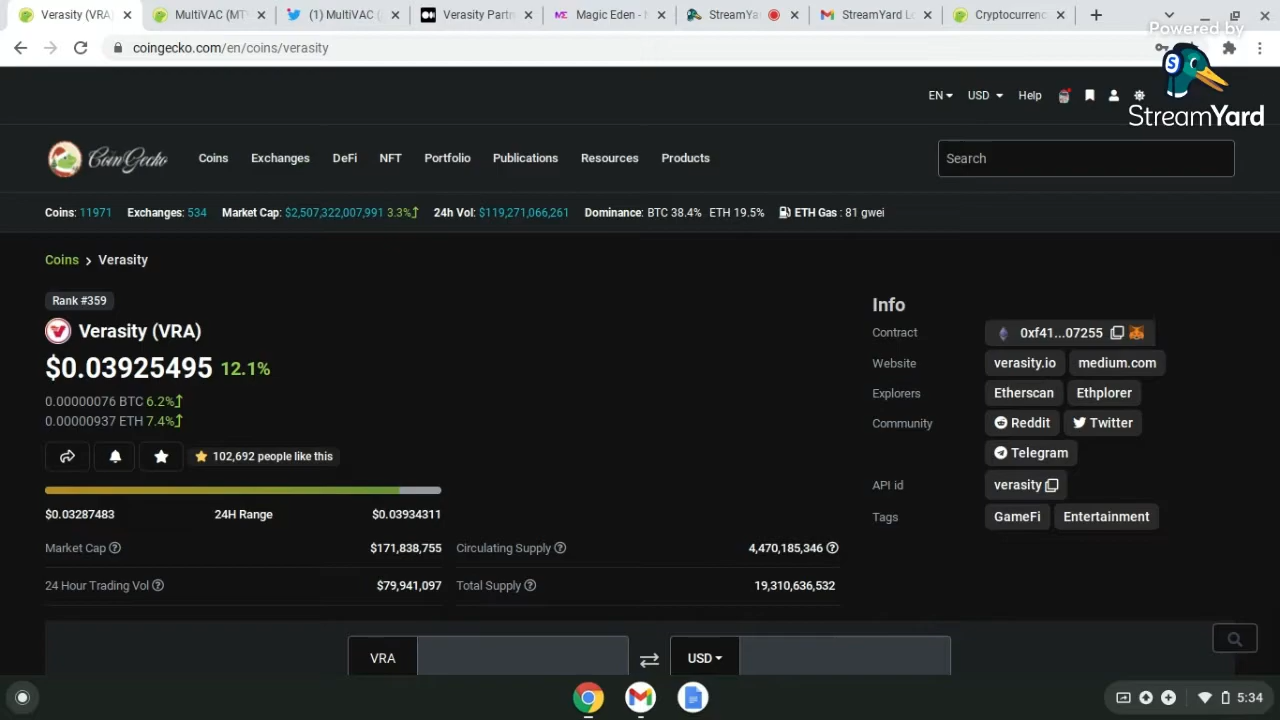 Verasity (VRA)
MultiVAC (MT
(1) MultiVAC (
Verasity Partn
Magic Eden - N
StreamYa
StreamYard Lo
Cryptocurrenc
coingecko.com/en/coins/verasity
Powered by
StreamYard
EN
USD
Help
CoinGecko
Coins
Exchanges
DeFi
NFT
Portfolio
Publications
Resources
Products
Search
Coins: 11971 Exchanges: 534 Market Cap: $2,507,322,007,991 3.3% 24h Vol: $119,271,066,261 Dominance: BTC 38.4% ETH 19.5% ETH Gas : 81 gwei
Coins > Verasity
Rank #359
Verasity (VRA)
$0.03925495 12.1%
0.00000076 BTC 6.2%
0.00000937 ETH 7.4%
102,692 people like this
$0.03287483 24H Range $0.03934311
Market Cap $171,838,755
Circulating Supply 4,470,185,346
24 Hour Trading Vol $79,941,097
Total Supply 19,310,636,532
Info
Contract 0xf41...07255
Website verasity.io medium.com
Explorers Etherscan Ethplorer
Community Reddit Twitter
Telegram
API id verasity
Tags GameFi Entertainment
VRA
USD
5:34